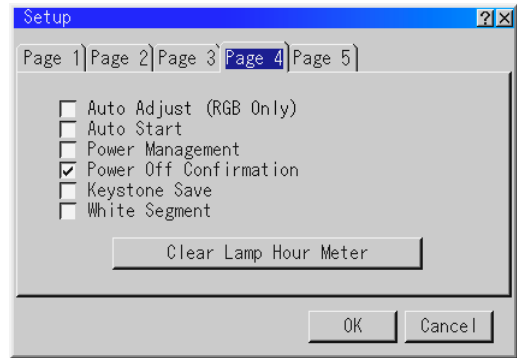 Setup
Page 1 Page 2 Page 3 Page 4 Page 5
Auto Adjust (RGB Only)
Auto Start
Power Management
Power Off Confirmation
Keystone Save
White Segment
Clear Lamp Hour Meter
OK Cancel